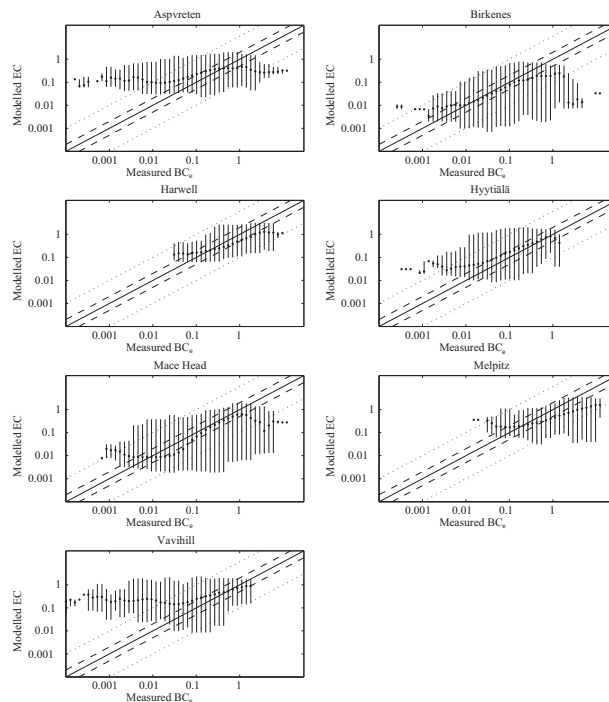 Aspvreten
Modelled EC
1
0.1
0.01
0.001
0.001 0.01 0.1 1
Measured BCₑ
Birkenes
Modelled EC
1
0.1
0.01
0.001
0.001 0.01 0.1 1
Measured BCₑ
Harwell
Modelled EC
1
0.1
0.01
0.001
0.001 0.01 0.1 1
Measured BCₑ
Hyytiälä
Modelled EC
1
0.1
0.01
0.001
0.001 0.01 0.1 1
Measured BCₑ
Mace Head
Modelled EC
1
0.1
0.01
0.001
0.001 0.01 0.1 1
Measured BCₑ
Melpitz
Modelled EC
1
0.1
0.01
0.001
0.001 0.01 0.1 1
Measured BCₑ
Vavihill
Modelled EC
1
0.1
0.01
0.001
0.001 0.01 0.1 1
Measured BCₑ